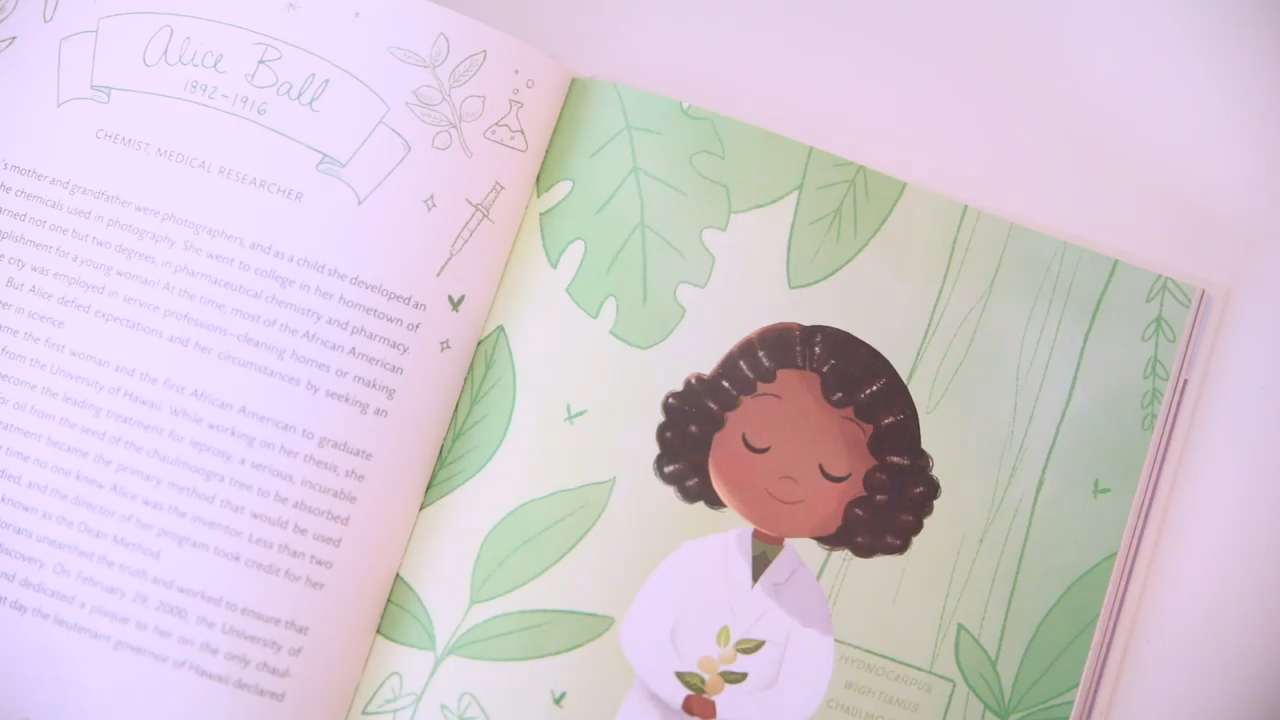 Alice Ball
1892–1916
CHEMIST, MEDICAL RESEARCHER
's mother and grandfather were photographers, and as a child she developed an
he chemicals used in photography. She went to college in her hometown of
arned not one but two degrees, in pharmaceutical chemistry and pharmacy.
plishment for a young woman! At the time, most of the African American
e city was employed in service professions—cleaning homes or making
But Alice defied expectations and her circumstances by seeking an
er in science.
ame the first woman and the first African American to graduate
from the University of Hawaii. While working on her thesis, she
become the leading treatment for leprosy, a serious, incurable
for oil from the seed of the chaulmoogra tree to be absorbed
eatment became the primary method that would be used
t time no one knew Alice was the inventor. Less than two
died, and the director of her program took credit for her
known as the Dean Method.
orians unearthed the truth and worked to ensure that
discovery. On February 29, 2000, the University of
nd dedicated a plaque to her on the only chaul-
at day the lieutenant governor of Hawaii declared
HYDNOCARPUS
WIGHTIANUS
CHAULMOO